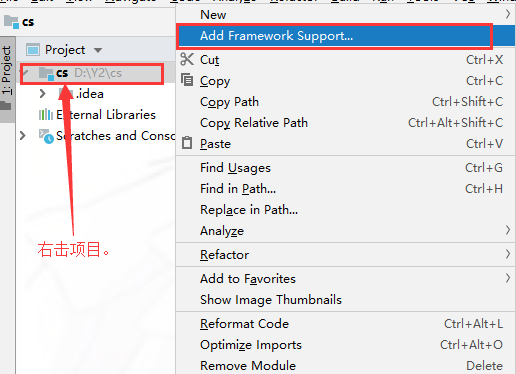 cs
New
Add Framework Support...
1: Project
Project
cs D:\Y2\cs
.idea
External Libraries
Scratches and Conso
右击项目。
Cut Ctrl+X
Copy Ctrl+C
Copy Path Ctrl+Shift+C
Copy Relative Path Ctrl+Alt+Shift+C
Paste Ctrl+V
Find Usages Ctrl+G
Find in Path... Ctrl+H
Replace in Path...
Analyze
Refactor
Add to Favorites
Show Image Thumbnails
Reformat Code Ctrl+Alt+L
Optimize Imports Ctrl+Alt+O
Remove Module Delete